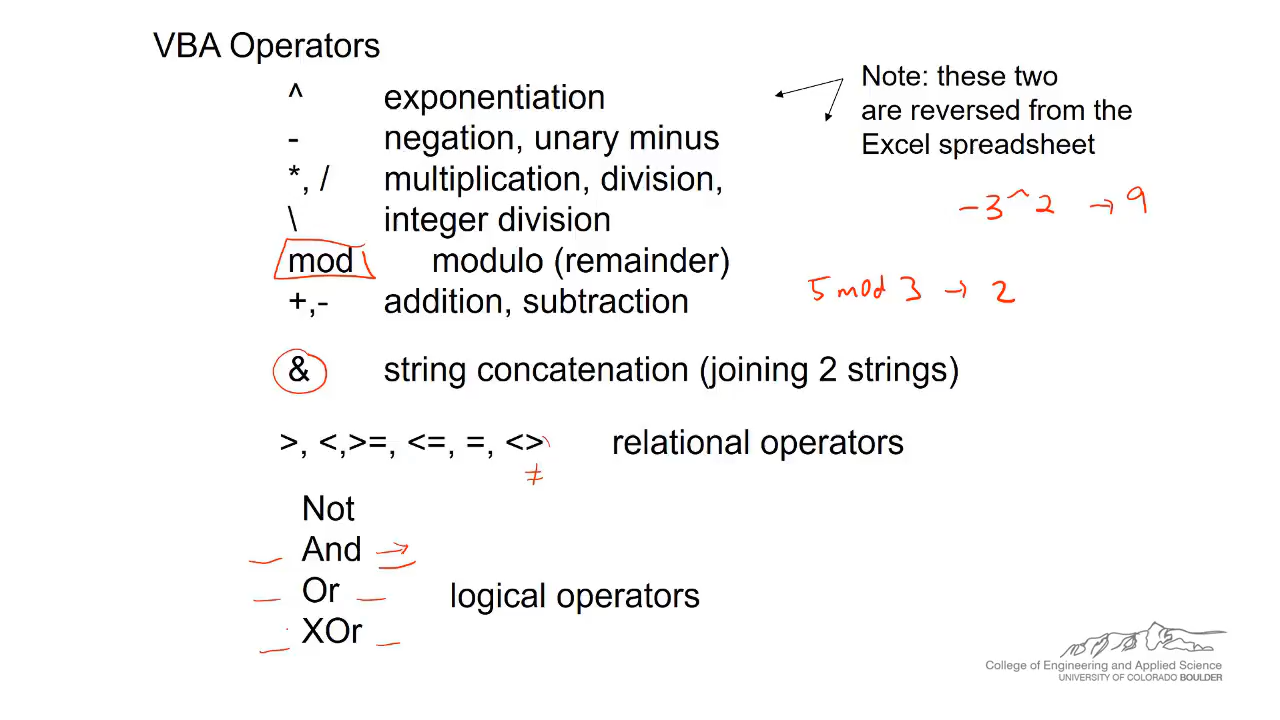 VBA Operators
^ exponentiation
- negation, unary minus
*, / multiplication, division,
\ integer division
mod modulo (remainder)
+,- addition, subtraction
& string concatenation (joining 2 strings)
>, <,>=, <=, =, <> relational operators
≠
Not
And →
Or
XOr
logical operators
Note: these two
are reversed from the
Excel spreadsheet
-3^2 → 9
5 mod 3 → 2
College of Engineering and Applied Science
UNIVERSITY OF COLORADO BOULDER